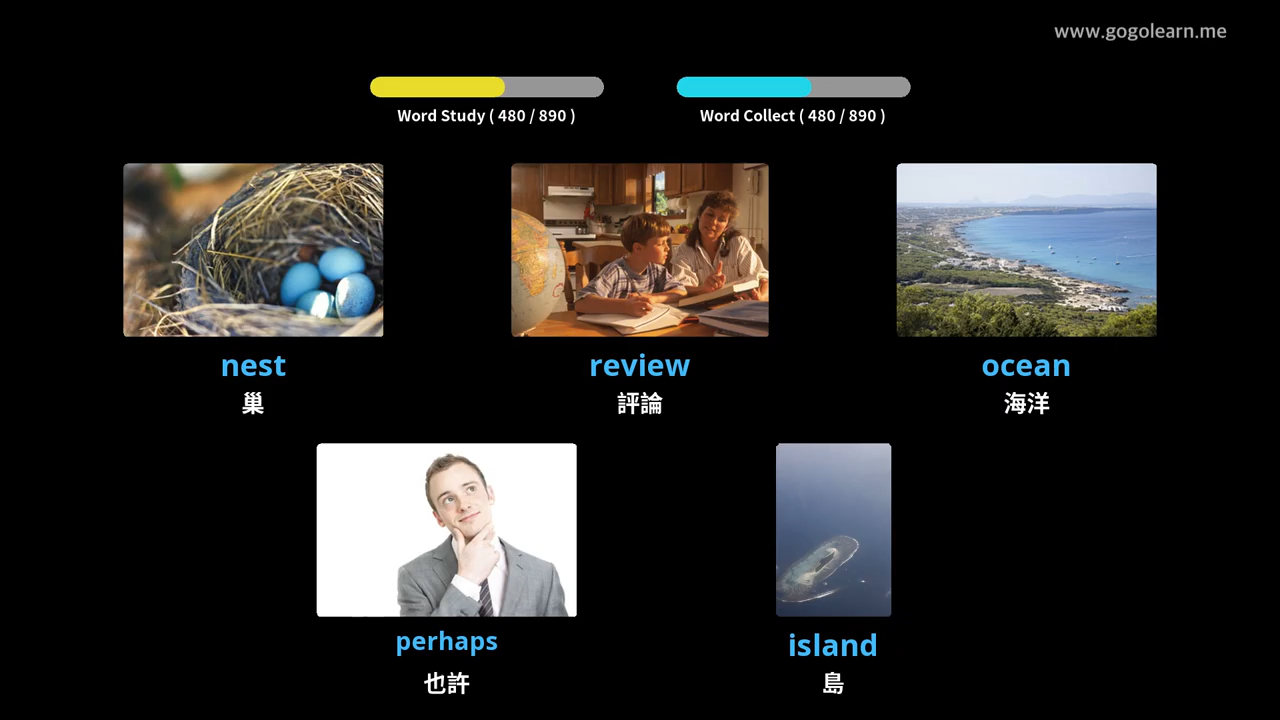 www.gogolearn.me
Word Study ( 480 / 890 )
Word Collect ( 480 / 890 )
nest
巢
review
評論
ocean
海洋
perhaps
也許
island
島